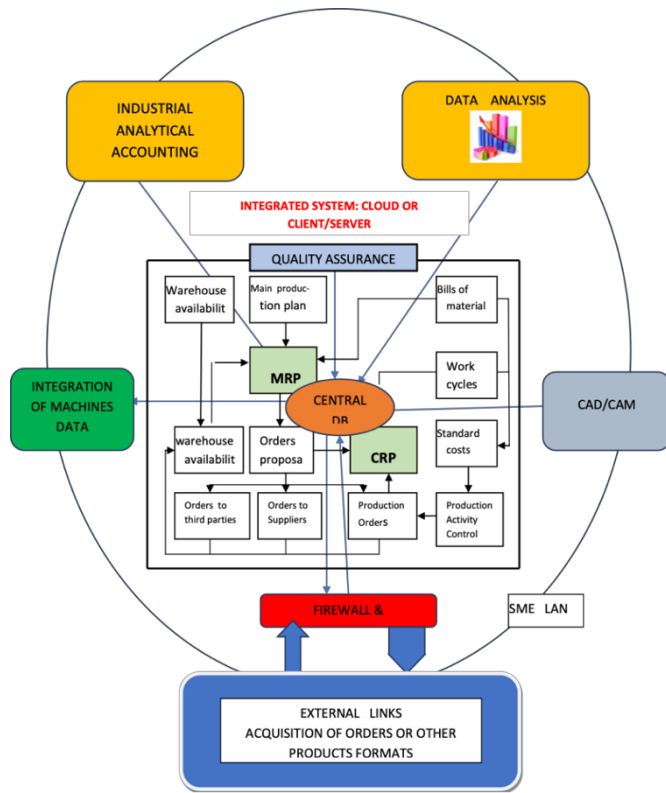 INDUSTRIAL
ANALYTICAL
ACCOUNTING
DATA ANALYSIS
INTEGRATED SYSTEM: CLOUD OR
CLIENT/SERVER
QUALITY ASSURANCE
Warehouse
availabilit
Main produc-
tion plan
Bills of
material
MRP
Work
cycles
INTEGRATION
OF MACHINES
DATA
CENTRAL
DB
CAD/CAM
warehouse
availabilit
Orders
proposa
CRP
Standard
costs
Orders to
third parties
Orders to
Suppliers
Production
Orders
Production
Activity
Control
FIREWALL &
SME LAN
EXTERNAL LINKS
ACQUISITION OF ORDERS OR OTHER
PRODUCTS FORMATS